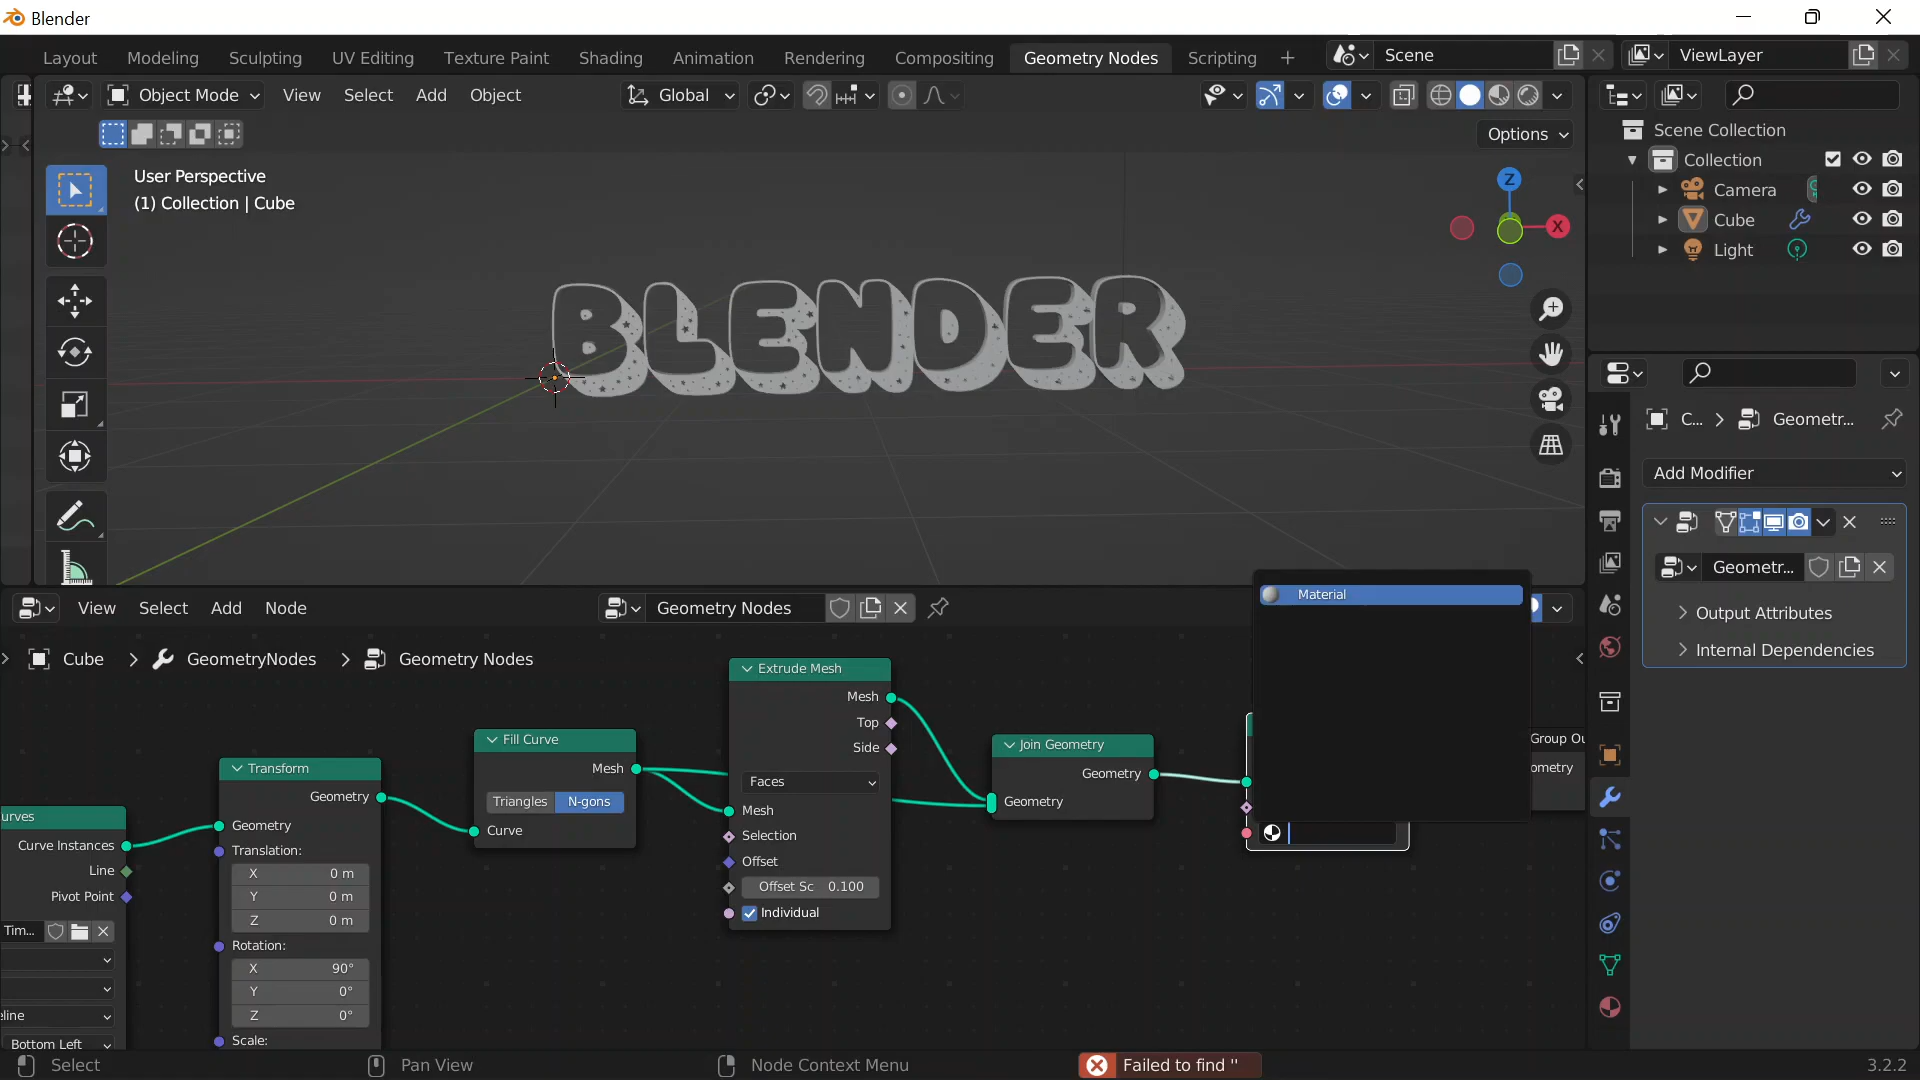 Blender
Layout Modeling Sculpting UV Editing Texture Paint Shading Animation Rendering Compositing Geometry Nodes Scripting + Scene ViewLayer
Object Mode View Select Add Object Global
Options
User Perspective
(1) Collection | Cube
Z
X
BLENDER
Scene Collection
Collection
Camera
Cube
Light
C... > Geometr...
Add Modifier
Geometr...
Output Attributes
Internal Dependencies
View Select Add Node Geometry Nodes
Cube > GeometryNodes > Geometry Nodes
Material
urves
Curve Instances
Line
Pivot Point
Tim...
eline
Bottom Left
Transform
Geometry
Geometry
Translation:
X 0 m
Y 0 m
Z 0 m
Rotation:
X 90°
Y 0°
Z 0°
Scale:
Fill Curve
Mesh
Triangles N-gons
Curve
Extrude Mesh
Mesh
Top
Side
Faces
Mesh
Selection
Offset
Offset Sc 0.100
Individual
Join Geometry
Geometry
Geometry
Group Ou
ometry
Select Pan View Node Context Menu Failed to find '' 3.2.2